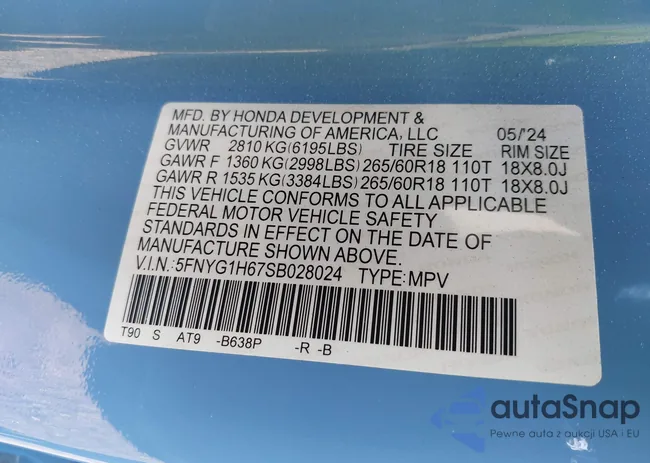 MFD. BY HONDA DEVELOPMENT &
MANUFACTURING OF AMERICA, LLC 05/'24
GVWR 2810 KG(6195LBS) TIRE SIZE RIM SIZE
GAWR F 1360 KG(2998LBS) 265/60R18 110T 18X8.0J
GAWR R 1535 KG(3384LBS) 265/60R18 110T 18X8.0J
THIS VEHICLE CONFORMS TO ALL APPLICABLE
FEDERAL MOTOR VEHICLE SAFETY
STANDARDS IN EFFECT ON THE DATE OF
MANUFACTURE SHOWN ABOVE.
V.I.N.:5FNYG1H67SB028024 TYPE:MPV
T90 S AT9 -B638P -R -B
autaSnap
Pewne auta z aukcji USA i EU